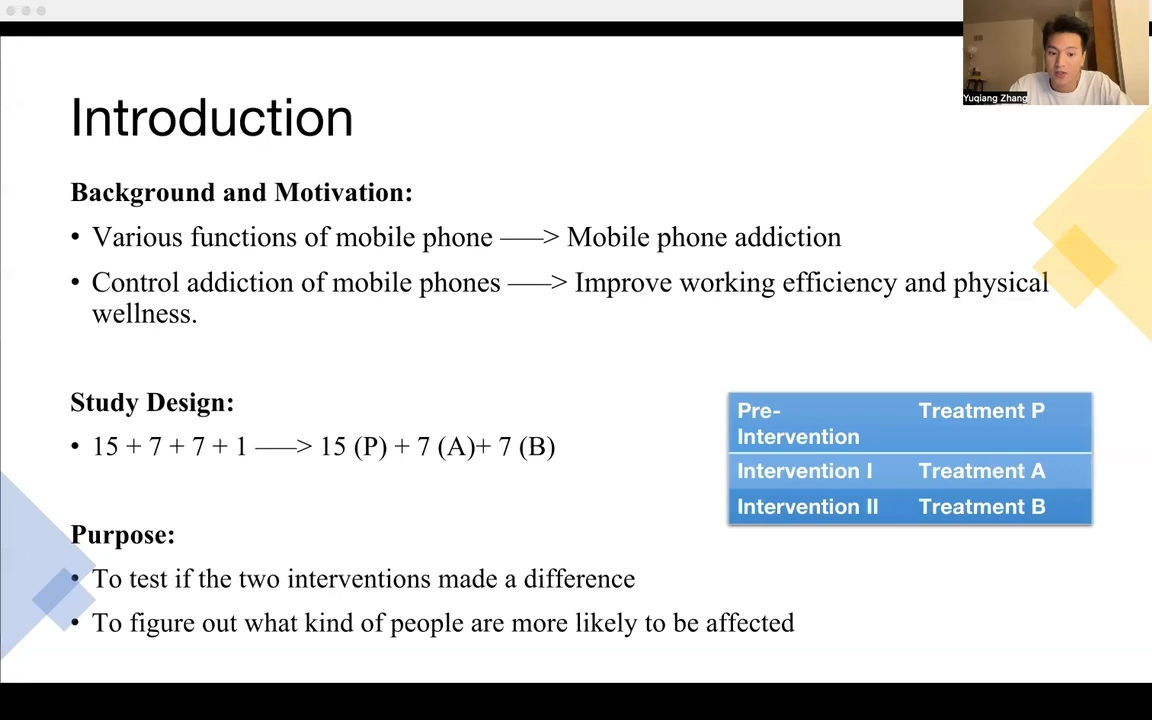 Yuqiang Zhang
Introduction
Background and Motivation:
• Various functions of mobile phone ——> Mobile phone addiction
• Control addiction of mobile phones ——> Improve working efficiency and physical
wellness.
Study Design:
• 15 + 7 + 7 + 1 ——> 15 (P) + 7 (A)+ 7 (B)
Pre-
Intervention
Treatment P
Intervention I Treatment A
Intervention II Treatment B
Purpose:
• To test if the two interventions made a difference
• To figure out what kind of people are more likely to be affected